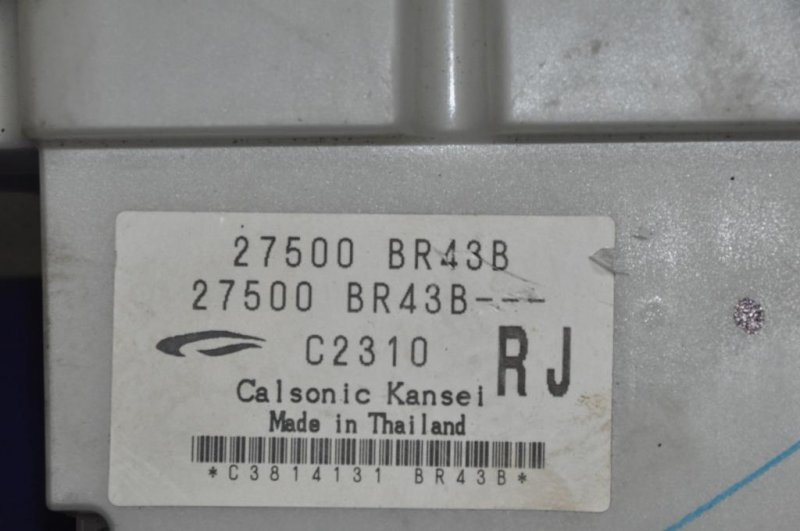 27500 BR43B
27500 BR43B---
C2310 RJ
Calsonic Kansei
Made in Thailand
*C3814131 BR43B*